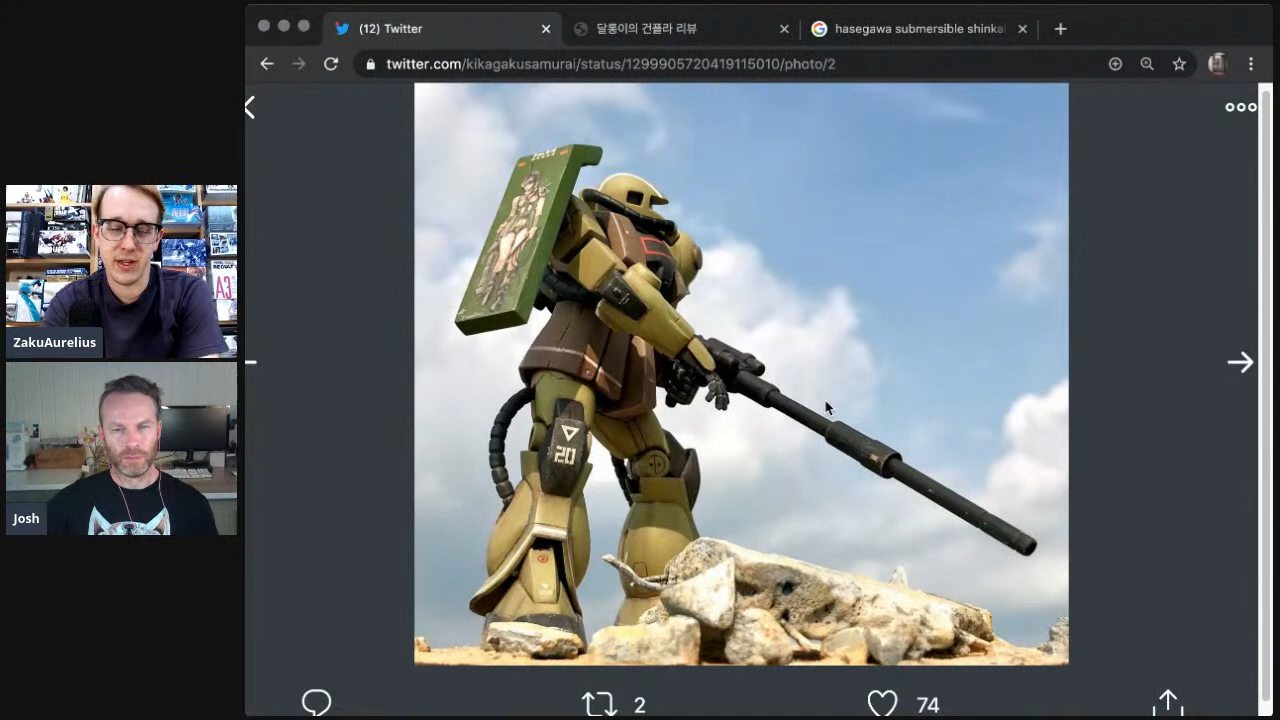 (12) Twitter
달롱이의 건플라 리뷰
hasegawa submersible shinka
twitter.com/kikagakusamurai/status/1299905720419115010/photo/2
20
A3
ZakuAurelius
Josh
2
74